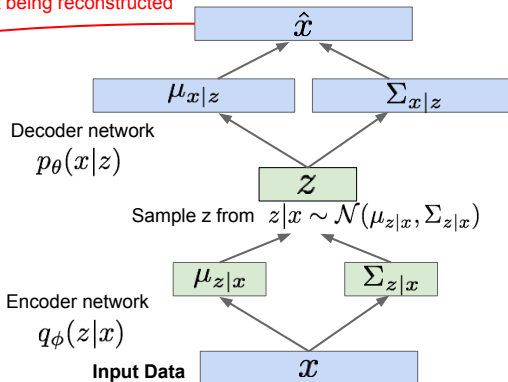 being reconstructed
x̂
μ_{x|z} Σ_{x|z}
Decoder network
p_θ(x|z)
z
Sample z from z|x ∼ 𝒩(μ_{z|x}, Σ_{z|x})
μ_{z|x} Σ_{z|x}
Encoder network
q_ϕ(z|x)
Input Data x